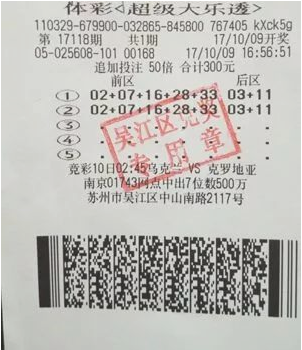 体彩<超级大乐透>
110329-679900-032865-845800 767405 kXck5g
第 17118期 共1期 17/10/09开奖
05-025608-101 00168 17/10/09 16:56:51
追加投注 50倍 合计300元
前区 后区
① 02+07+16+28+33 03+11
② 02+07+16+28+33 03+11
③
④
⑤
吴江区兑奖
专用章
竞彩10日02:45乌克兰 VS 克罗地亚
南京01743网点中出7位数500万
苏州市吴江区中山南路2117号